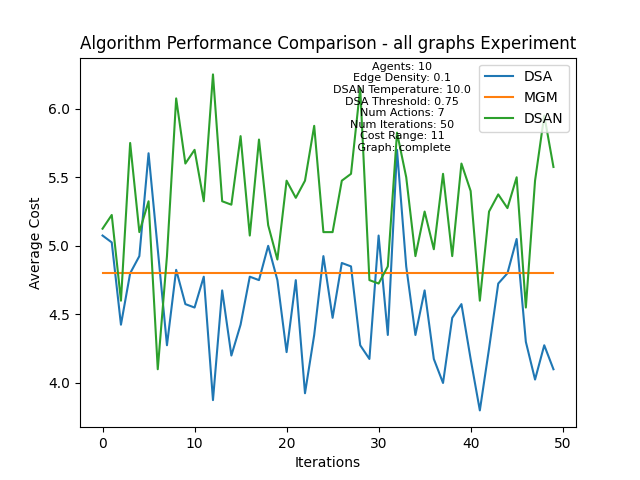 Algorithm Performance Comparison - all graphs Experiment
Agents: 10
Edge Density: 0.1
DSAN Temperature: 10.0
DSA Threshold: 0.75
Num Actions: 7
Num Iterations: 50
Cost Range: 11
Graph: complete
DSA
MGM
DSAN
Average Cost
6.0
5.5
5.0
4.5
4.0
0 10 20 30 40 50
Iterations